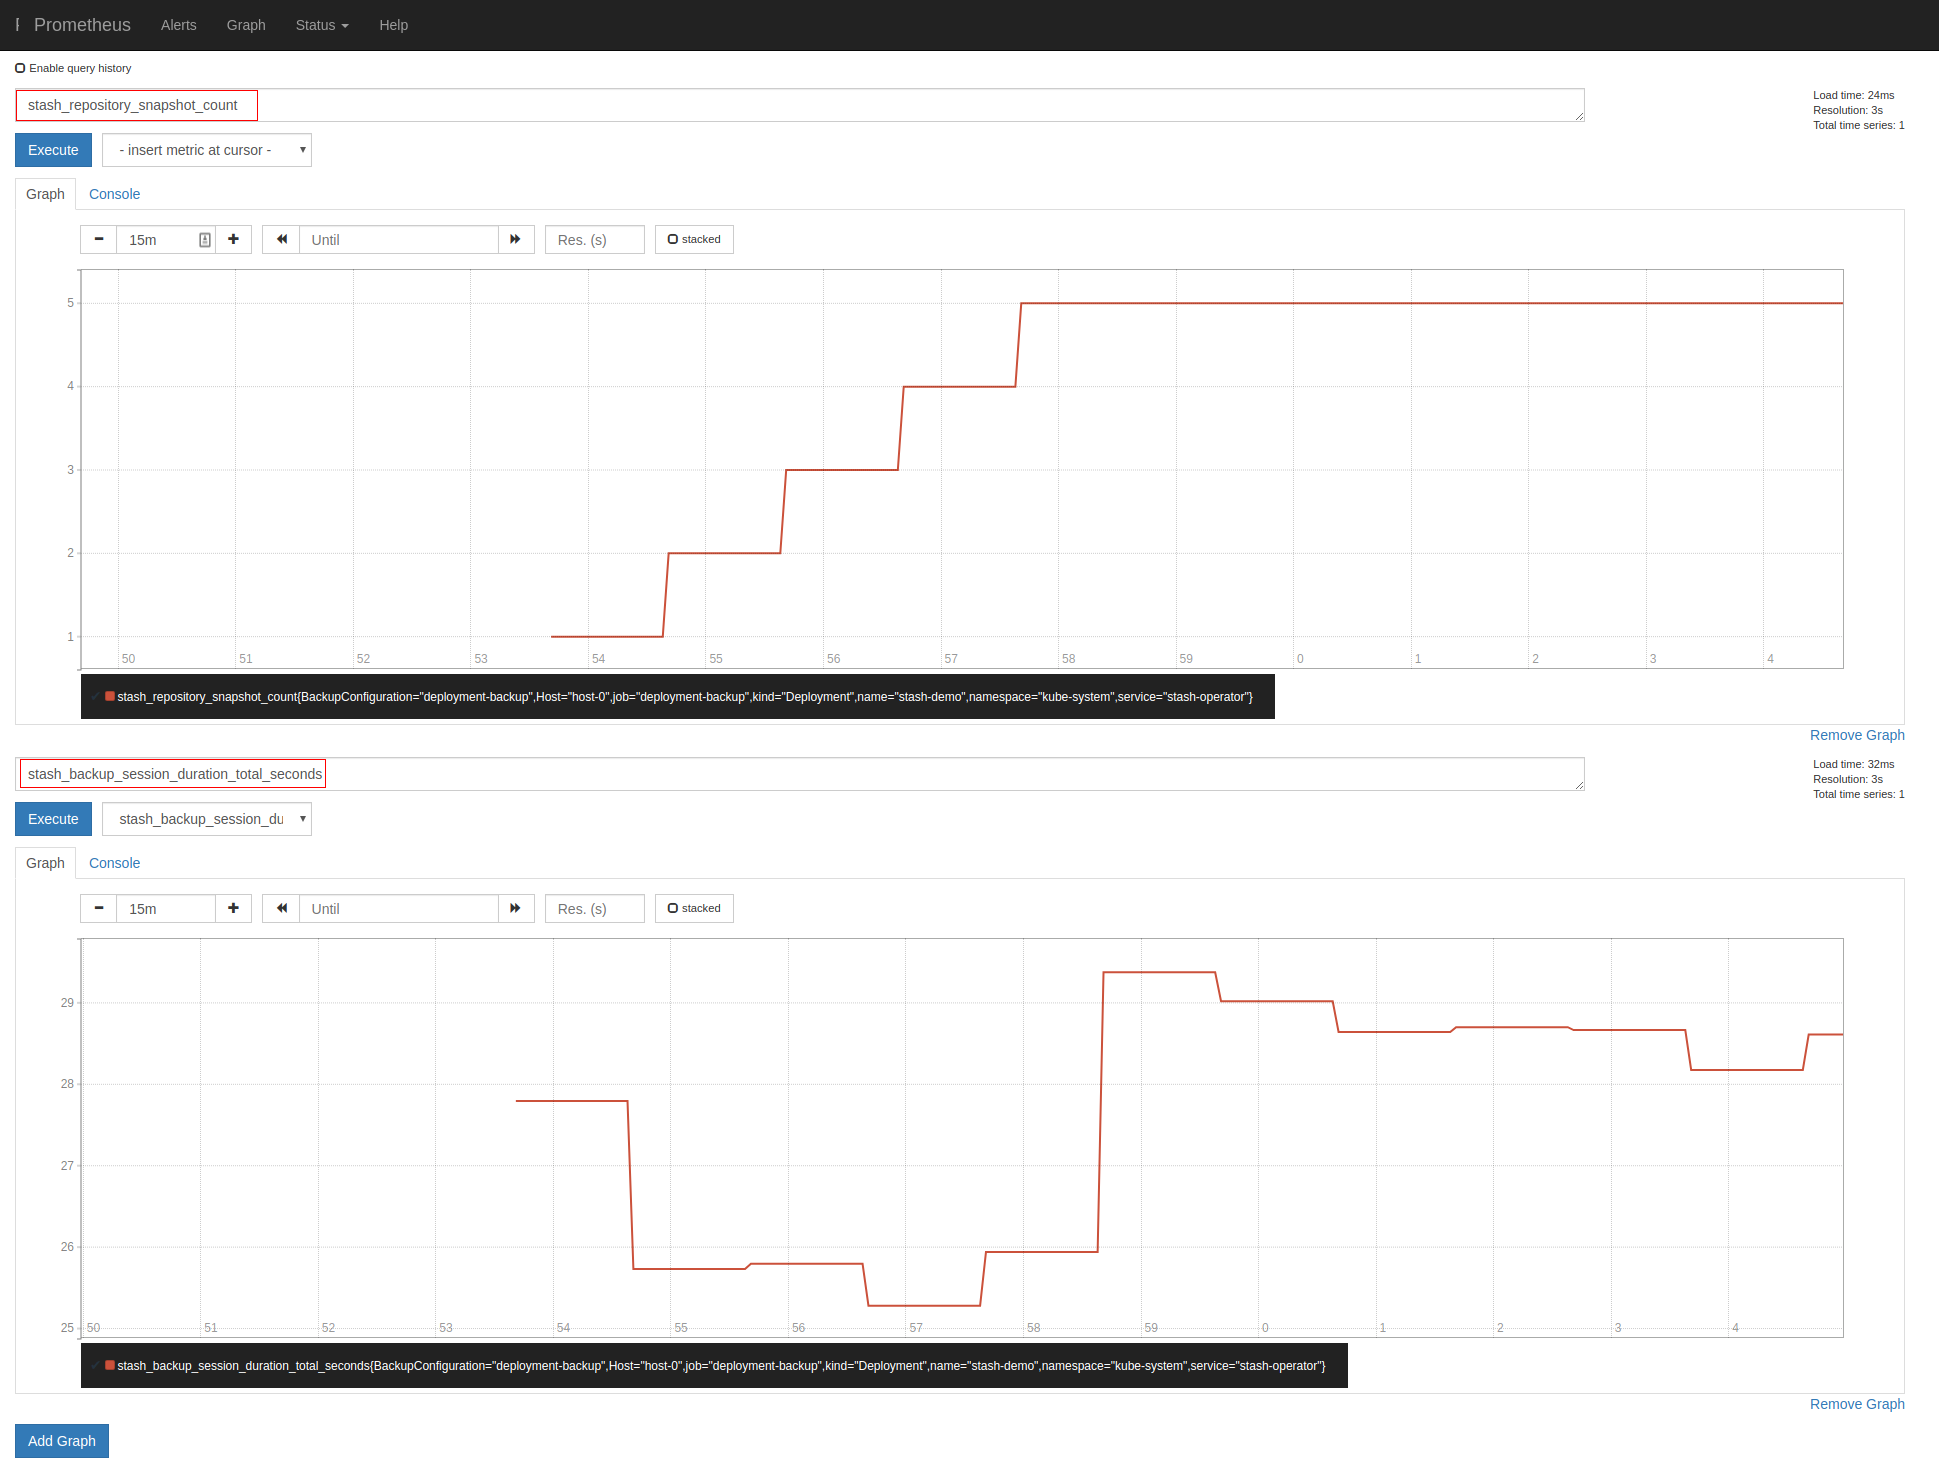 Prometheus Alerts Graph Status Help
Enable query history
stash_repository_snapshot_count
Load time: 24ms
Resolution: 3s
Total time series: 1
Execute - insert metric at cursor -
Graph Console
15m Until Res. (s) stacked
5
4
3
2
1
50 51 52 53 54 55 56 57 58 59 0 1 2 3 4
stash_repository_snapshot_count{BackupConfiguration="deployment-backup",Host="host-0",job="deployment-backup",kind="Deployment",name="stash-demo",namespace="kube-system",service="stash-operator"}
Remove Graph
stash_backup_session_duration_total_seconds
Load time: 32ms
Resolution: 3s
Total time series: 1
Execute stash_backup_session_du
Graph Console
15m Until Res. (s) stacked
29
28
27
26
25
50 51 52 53 54 55 56 57 58 59 0 1 2 3 4
stash_backup_session_duration_total_seconds{BackupConfiguration="deployment-backup",Host="host-0",job="deployment-backup",kind="Deployment",name="stash-demo",namespace="kube-system",service="stash-operator"}
Remove Graph
Add Graph